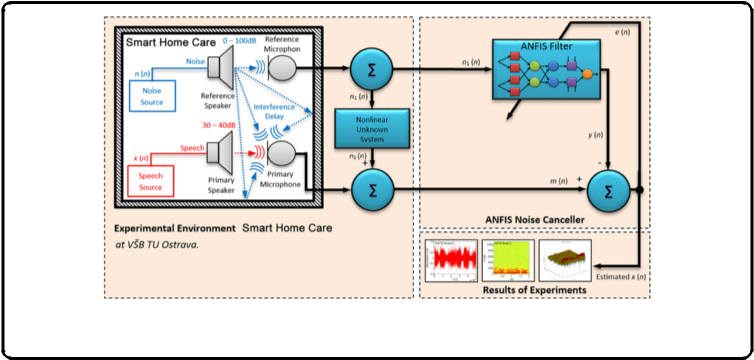 Smart Home Care
0 – 100dB
Reference
Microphon
Noise
n (n)
Noise
Source
Reference
Speaker
Interference
Delay
30 – 40dB
x (n)
Speech
Speech
Source
Primary
Speaker
Primary
Microphone
Σ
n₁ (n)
Nonlinear
Unknown
System
n₂ (n)
+
Σ
Experimental Environment Smart Home Care
at VŠB TU Ostrava.
ANFIS Filter
e (n)
n₁ (n)
y (n)
-
m (n)
+
Σ
ANFIS Noise Canceller
Estimated x (n)
Results of Experiments